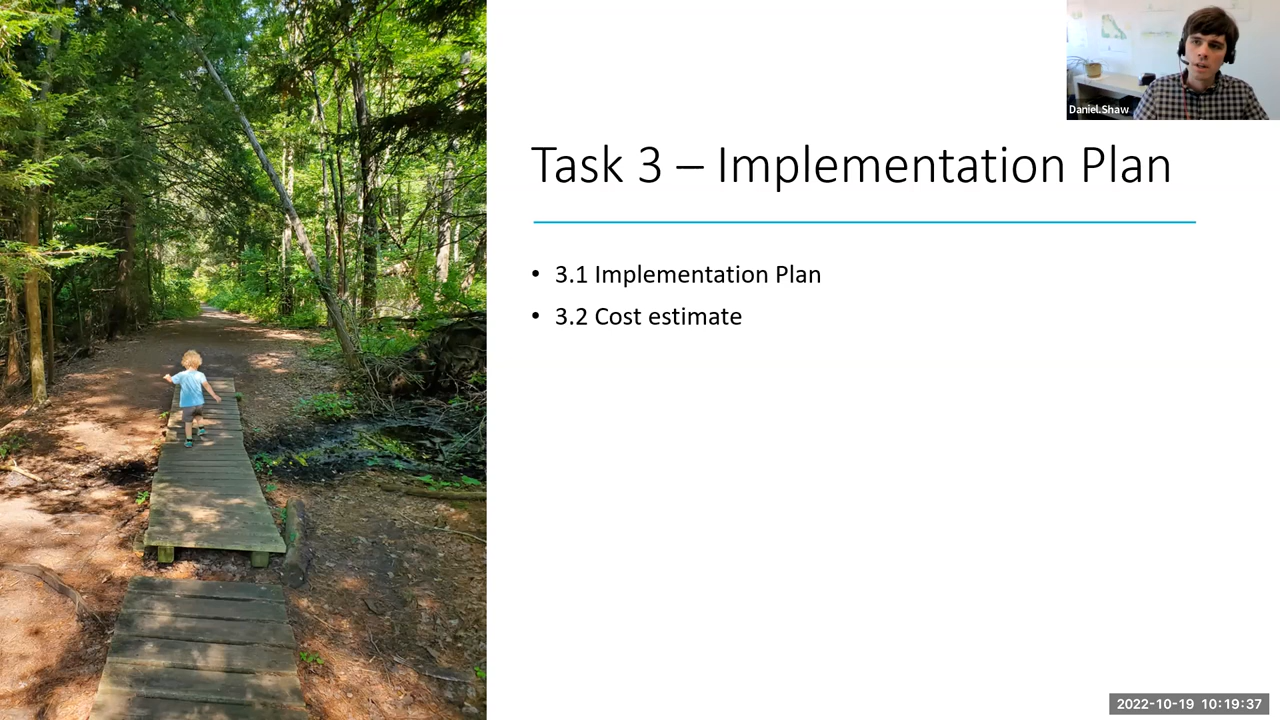 Daniel.Shaw
Task 3 – Implementation Plan
• 3.1 Implementation Plan
• 3.2 Cost estimate
2022-10-19 10:19:37